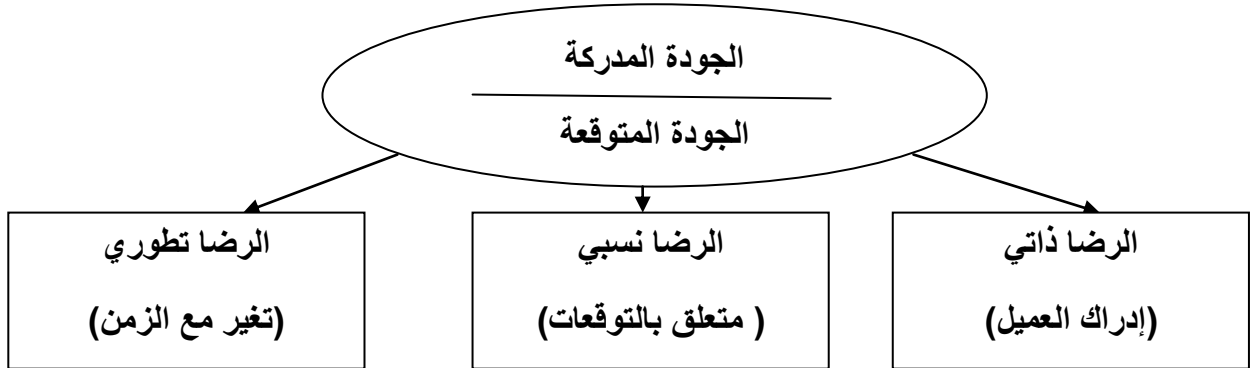 الجودة المدركة
الجودة المتوقعة
الرضا ذاتي
(إدراك العميل)
الرضا نسبي
( متعلق بالتوقعات)
الرضا تطوري
(تغير مع الزمن)